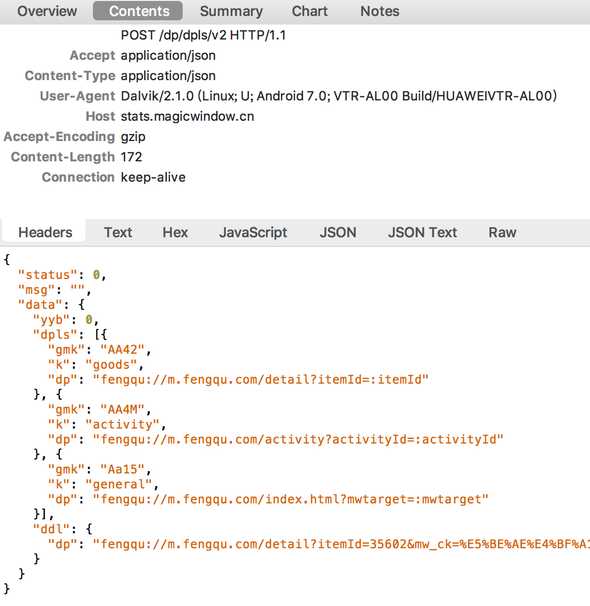 Overview Contents Summary Chart Notes
POST /dp/dpls/v2 HTTP/1.1
Accept application/json
Content-Type application/json
User-Agent Dalvik/2.1.0 (Linux; U; Android 7.0; VTR-AL00 Build/HUAWEIVTR-AL00)
Host stats.magicwindow.cn
Accept-Encoding gzip
Content-Length 172
Connection keep-alive
Headers Text Hex JavaScript JSON JSON Text Raw
{
"status": 0,
"msg": "",
"data": {
"yyb": 0,
"dpls": [{
"gmk": "AA42",
"k": "goods",
"dp": "fengqu://m.fengqu.com/detail?itemId=:itemId"
}, {
"gmk": "AA4M",
"k": "activity",
"dp": "fengqu://m.fengqu.com/activity?activityId=:activityId"
}, {
"gmk": "Aa15",
"k": "general",
"dp": "fengqu://m.fengqu.com/index.html?mwtarget=:mwtarget"
}],
"ddl": {
"dp": "fengqu://m.fengqu.com/detail?itemId=35602&mw_ck=%E5%BE%AE%E4%BF%A1
}
}
}